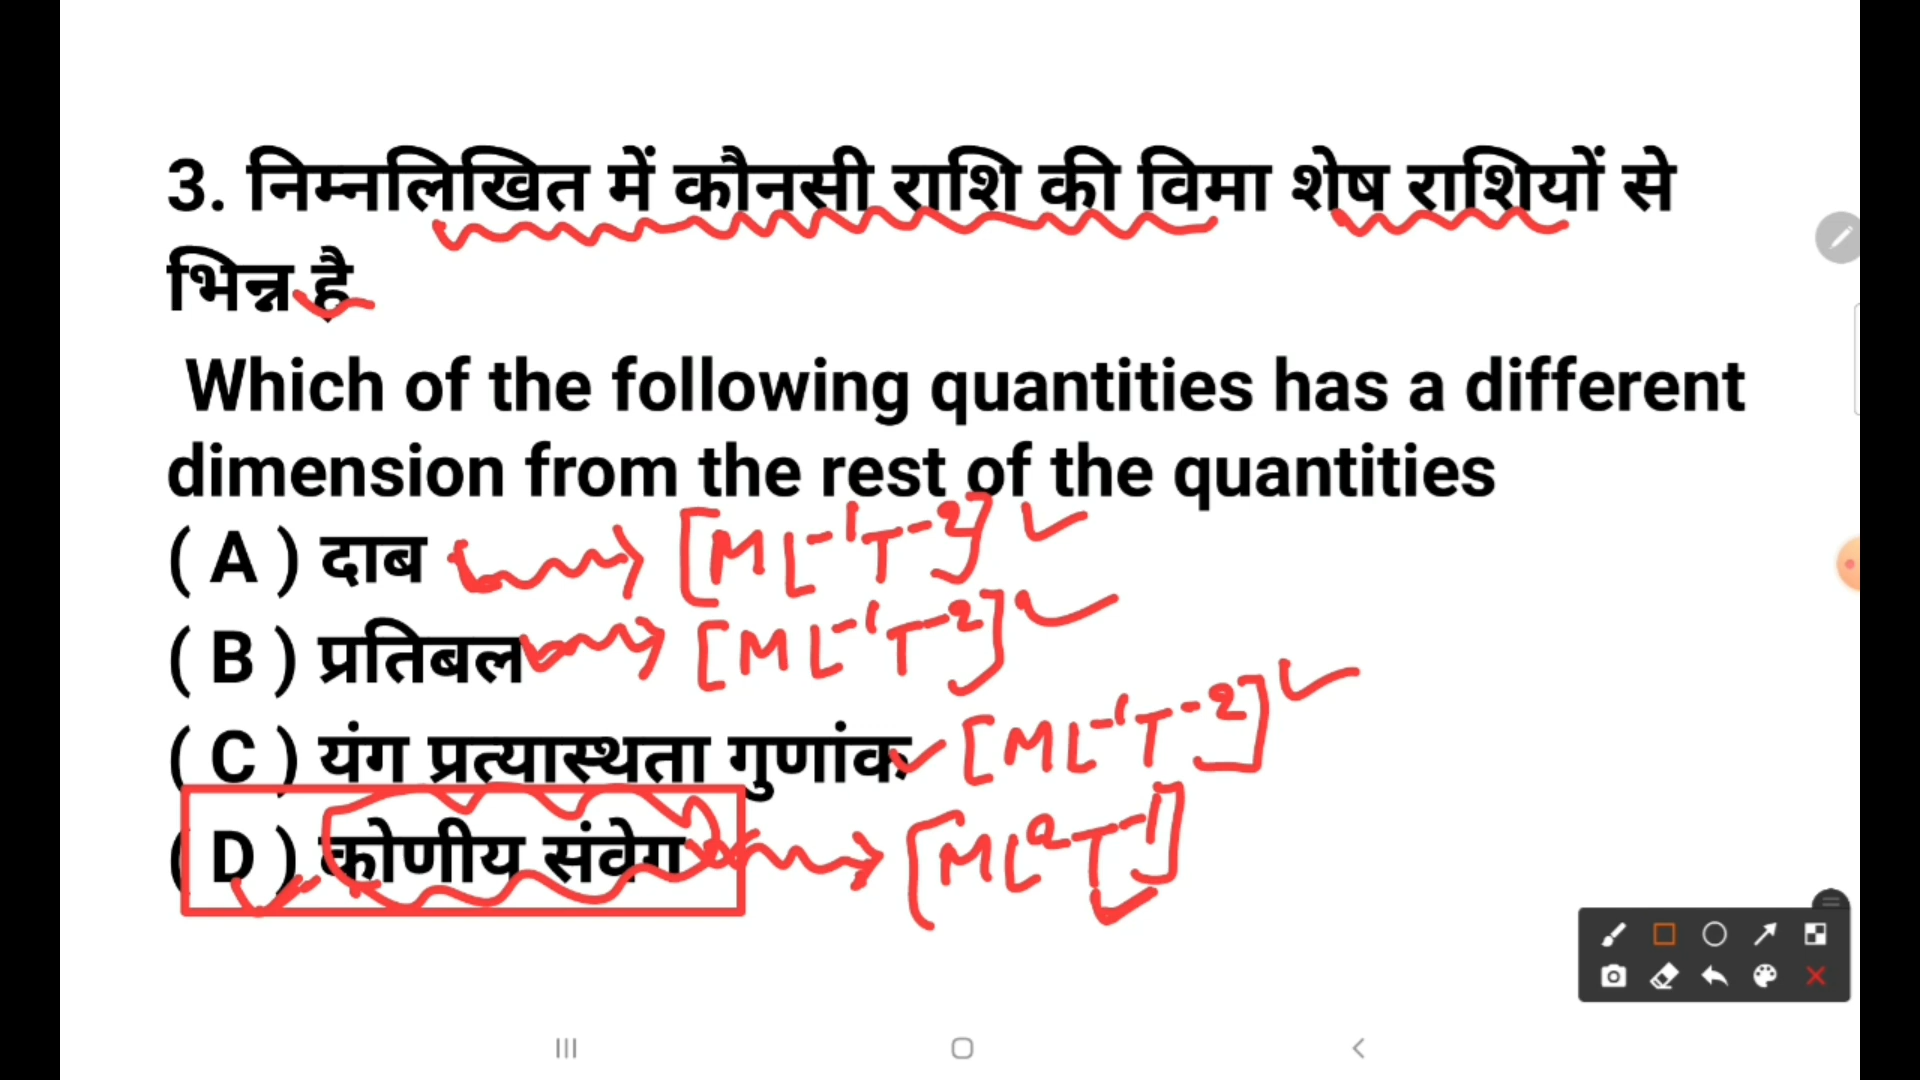 3. निम्नलिखित में कौनसी राशि की विमा शेष राशियों से
भिन्न है
Which of the following quantities has a different
dimension from the rest of the quantities
( A ) दाब [ML⁻¹T⁻²]
( B ) प्रतिबल [ML⁻¹T⁻²]
( C ) यंग प्रत्यास्थता गुणांक [ML⁻¹T⁻²]
( D ) कोणीय संवेग [ML²T⁻¹]